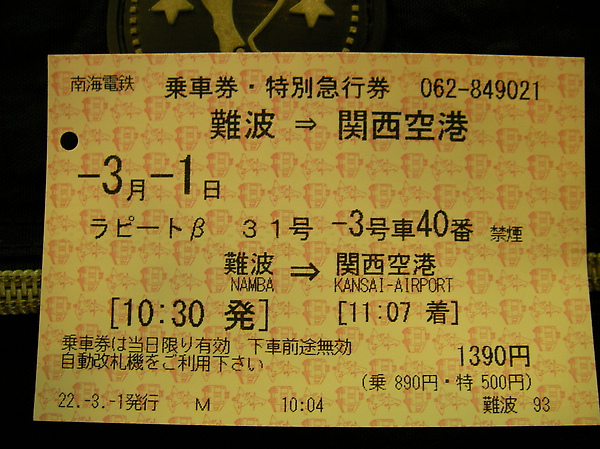 南海電鉄 乗車券・特別急行券 062-849021
難波 ⇒ 関西空港
-3月-1日
ラピートβ 31号 -3号車40番 禁煙
難波 ⇒ 関西空港
NAMBA KANSAI-AIRPORT
[10:30 発] [11:07 着]
乗車券は当日限り有効 下車前途無効
自動改札機をご利用下さい 1390円
(乗 890円・特 500円)
22.-3.-1発行 M 10:04 難波 93